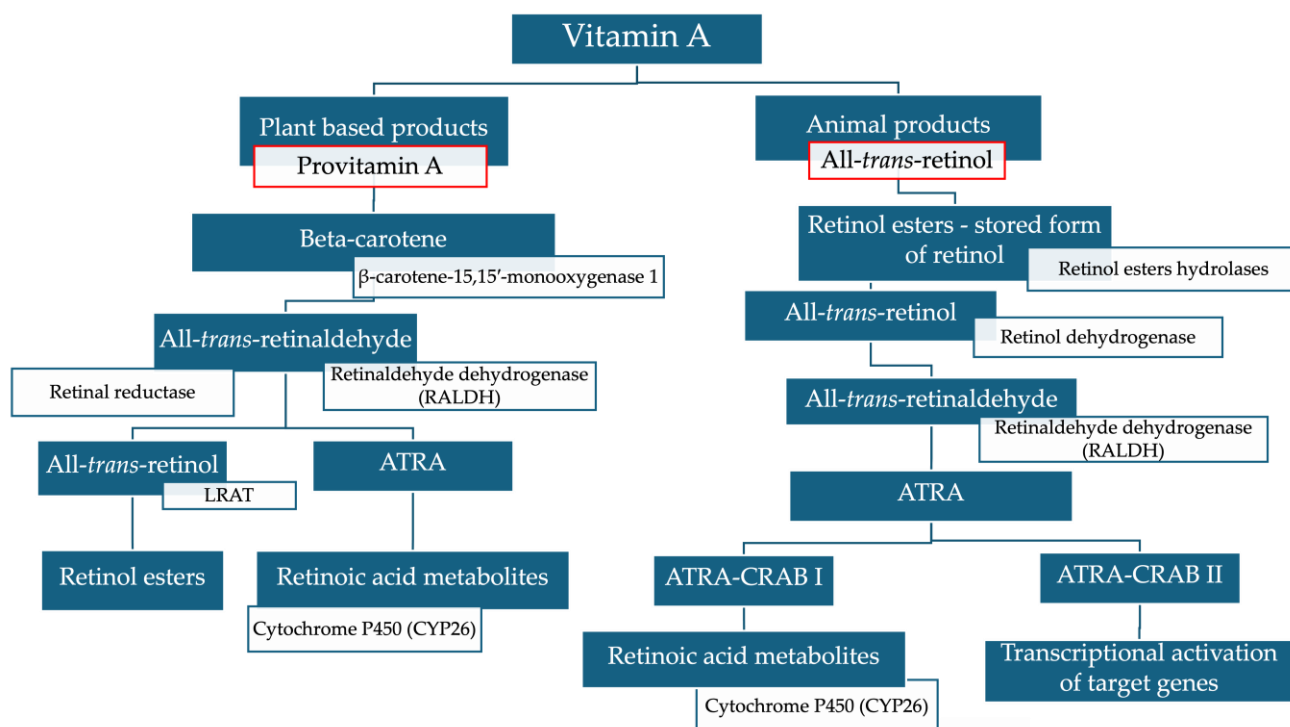 Vitamin A
Plant based products
Provitamin A
Beta-carotene
β-carotene-15,15′-monooxygenase 1
All-trans-retinaldehyde
Retinal reductase
Retinaldehyde dehydrogenase
(RALDH)
All-trans-retinol
LRAT
ATRA
Retinol esters
Retinoic acid metabolites
Cytochrome P450 (CYP26)
Animal products
All-trans-retinol
Retinol esters - stored form
of retinol
Retinol esters hydrolases
All-trans-retinol
Retinol dehydrogenase
All-trans-retinaldehyde
Retinaldehyde dehydrogenase
(RALDH)
ATRA
ATRA-CRAB I
ATRA-CRAB II
Retinoic acid metabolites
Cytochrome P450 (CYP26)
Transcriptional activation
of target genes